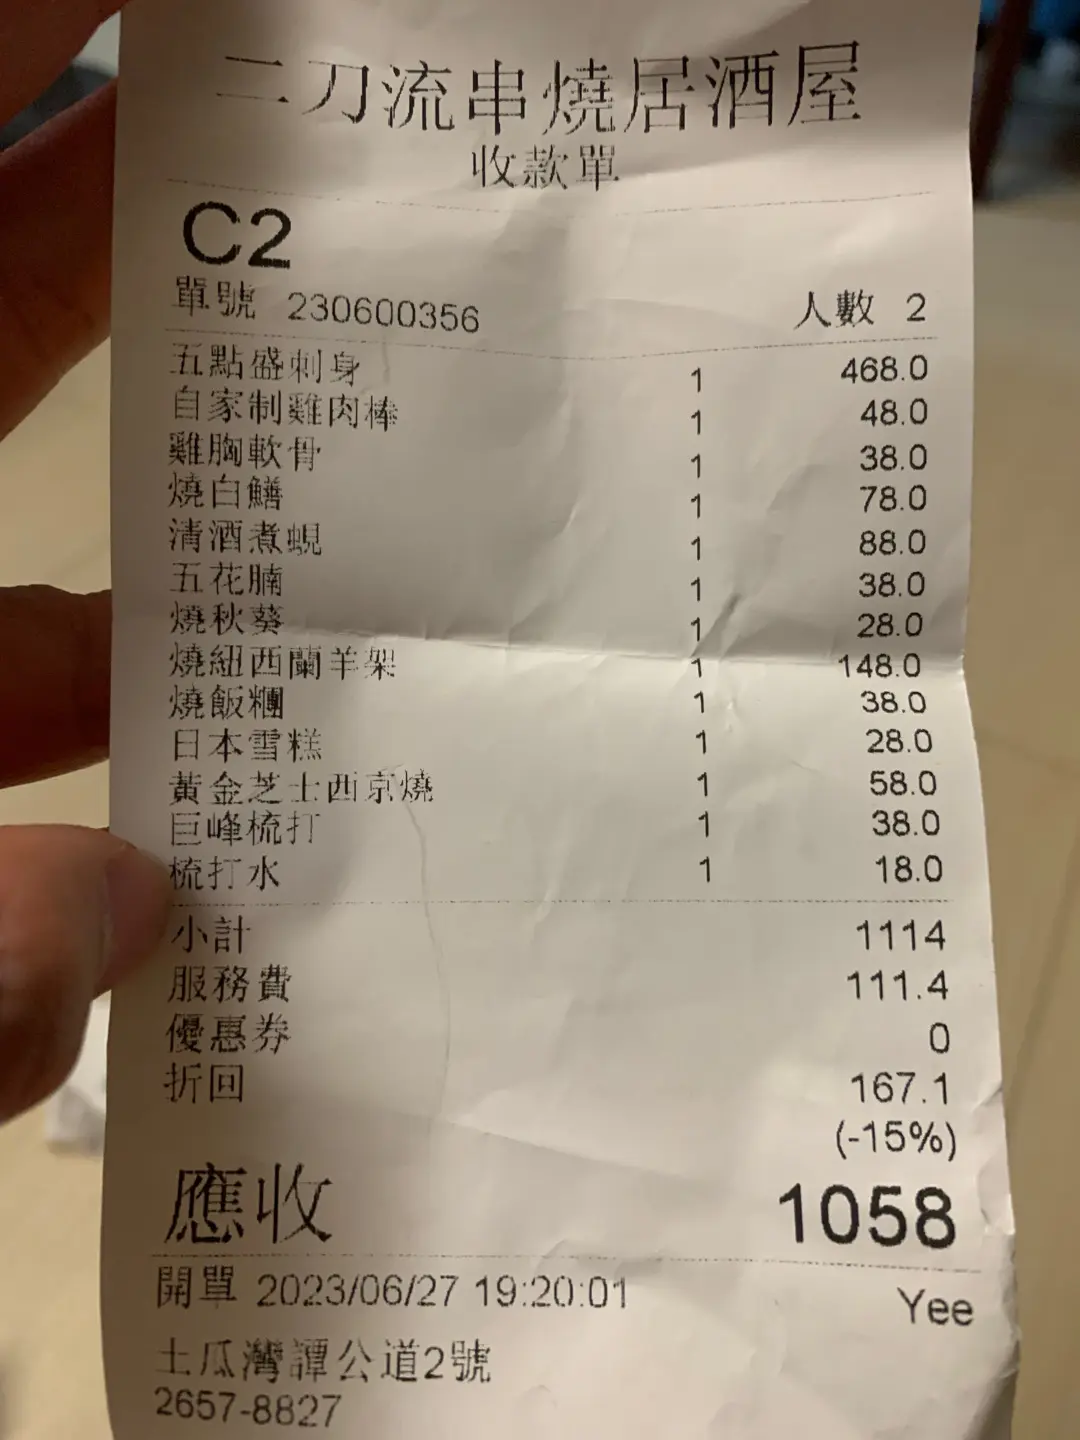 二刀流串燒居酒屋
收款單
C2
單號 230600356 人數 2
五點盛刺身 1 468.0
自家制雞肉棒 1 48.0
雞胸軟骨 1 38.0
燒白鱔 1 78.0
清酒煮蜆 1 88.0
五花腩 1 38.0
燒秋葵 1 28.0
燒紐西蘭羊架 1 148.0
燒飯糰 1 38.0
日本雪糕 1 28.0
黃金芝士西京燒 1 58.0
巨峰梳打 1 38.0
梳打水 1 18.0
小計 1114
服務費 111.4
優惠券 0
折回 167.1
(-15%)
應收 1058
開單 2023/06/27 19:20:01 Yee
土瓜灣譚公道2號
2657-8827